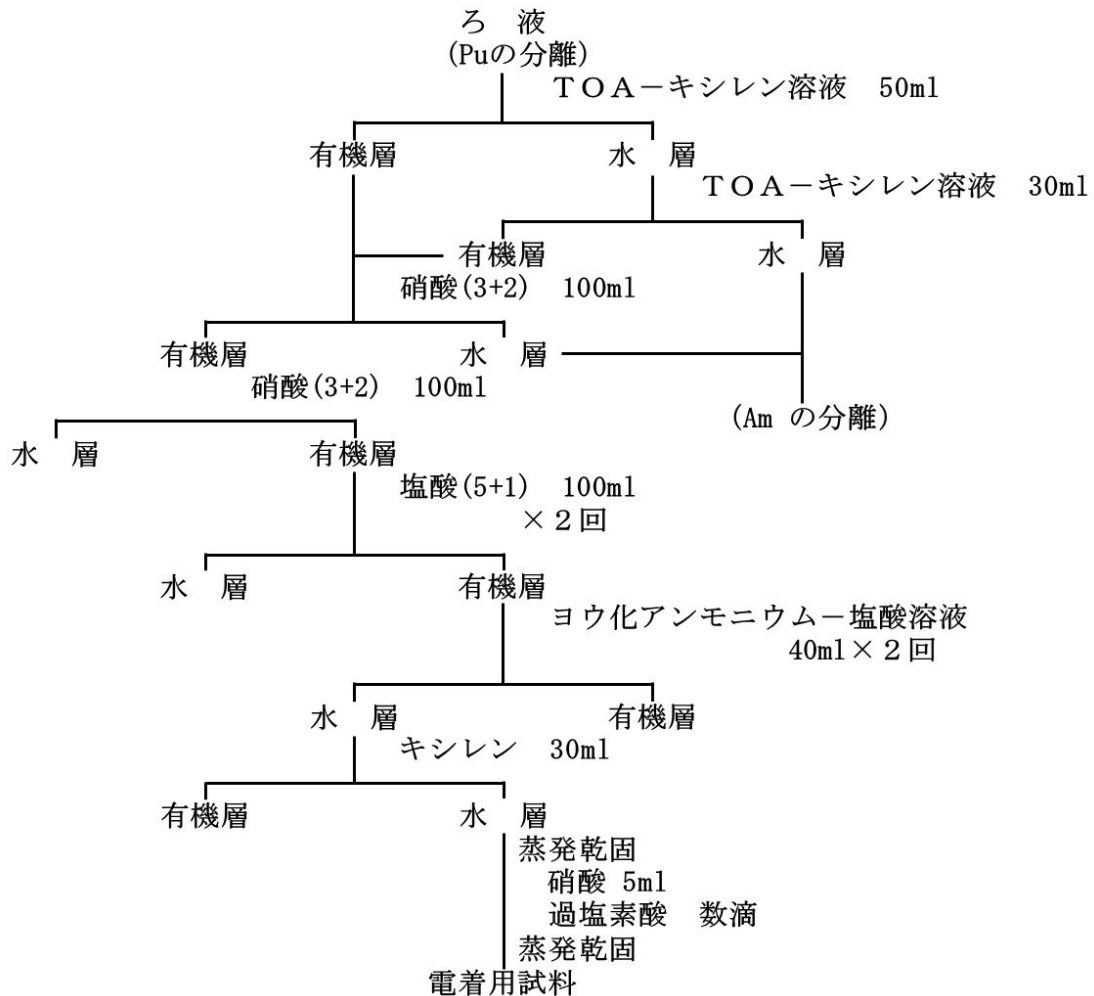 ろ　液
(Puの分離)
ＴＯＡ－キシレン溶液　50ml
有機層
水　層
ＴＯＡ－キシレン溶液　30ml
有機層
水　層
硝酸(3+2)　100ml
有機層
水　層
硝酸(3+2)　100ml
(Am の分離)
水　層
有機層
塩酸(5+1)　100ml
×２回
水　層
有機層
ヨウ化アンモニウム－塩酸溶液
40ml×２回
水　層
有機層
キシレン　30ml
有機層
水　層
蒸発乾固
硝酸 5ml
過塩素酸　数滴
蒸発乾固
電着用試料